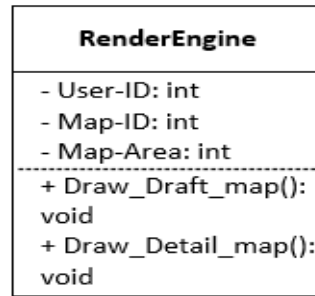 RenderEngine
- User-ID: int
- Map-ID: int
- Map-Area: int
+ Draw_Draft_map():
void
+ Draw_Detail_map():
void